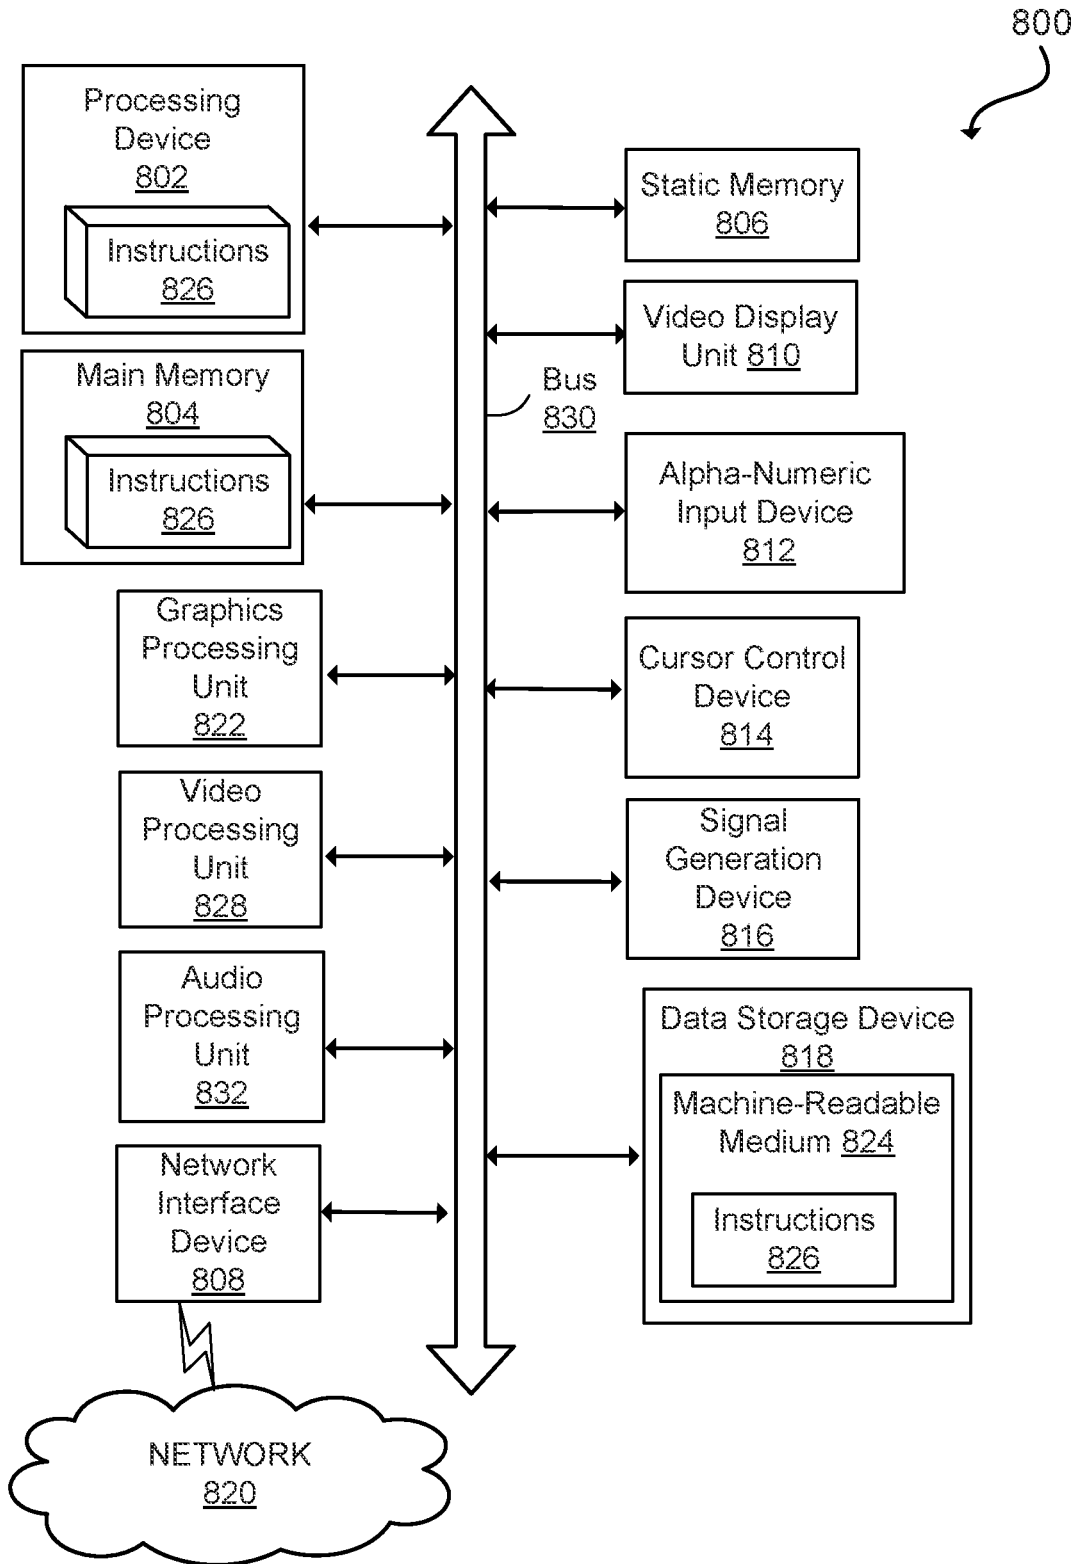 800
Processing
Device
802
Instructions
826
Main Memory
804
Instructions
826
Graphics
Processing
Unit
822
Video
Processing
Unit
828
Audio
Processing
Unit
832
Network
Interface
Device
808
NETWORK
820
Bus
830
Static Memory
806
Video Display
Unit 810
Alpha-Numeric
Input Device
812
Cursor Control
Device
814
Signal
Generation
Device
816
Data Storage Device
818
Machine-Readable
Medium 824
Instructions
826